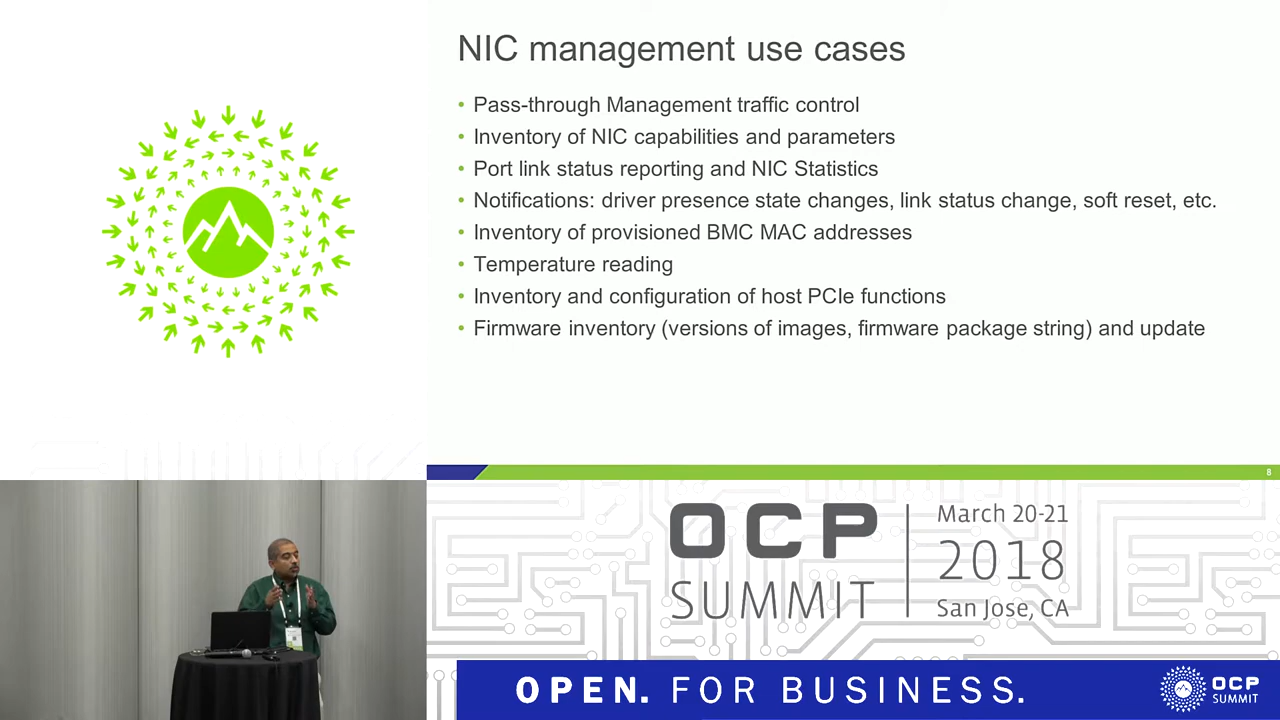 NIC management use cases
• Pass-through Management traffic control
• Inventory of NIC capabilities and parameters
• Port link status reporting and NIC Statistics
• Notifications: driver presence state changes, link status change, soft reset, etc.
• Inventory of provisioned BMC MAC addresses
• Temperature reading
• Inventory and configuration of host PCIe functions
• Firmware inventory (versions of images, firmware package string) and update
8
OCP
SUMMIT
March 20-21
2018
San Jose, CA
OPEN. FOR BUSINESS.
OCP
SUMMIT